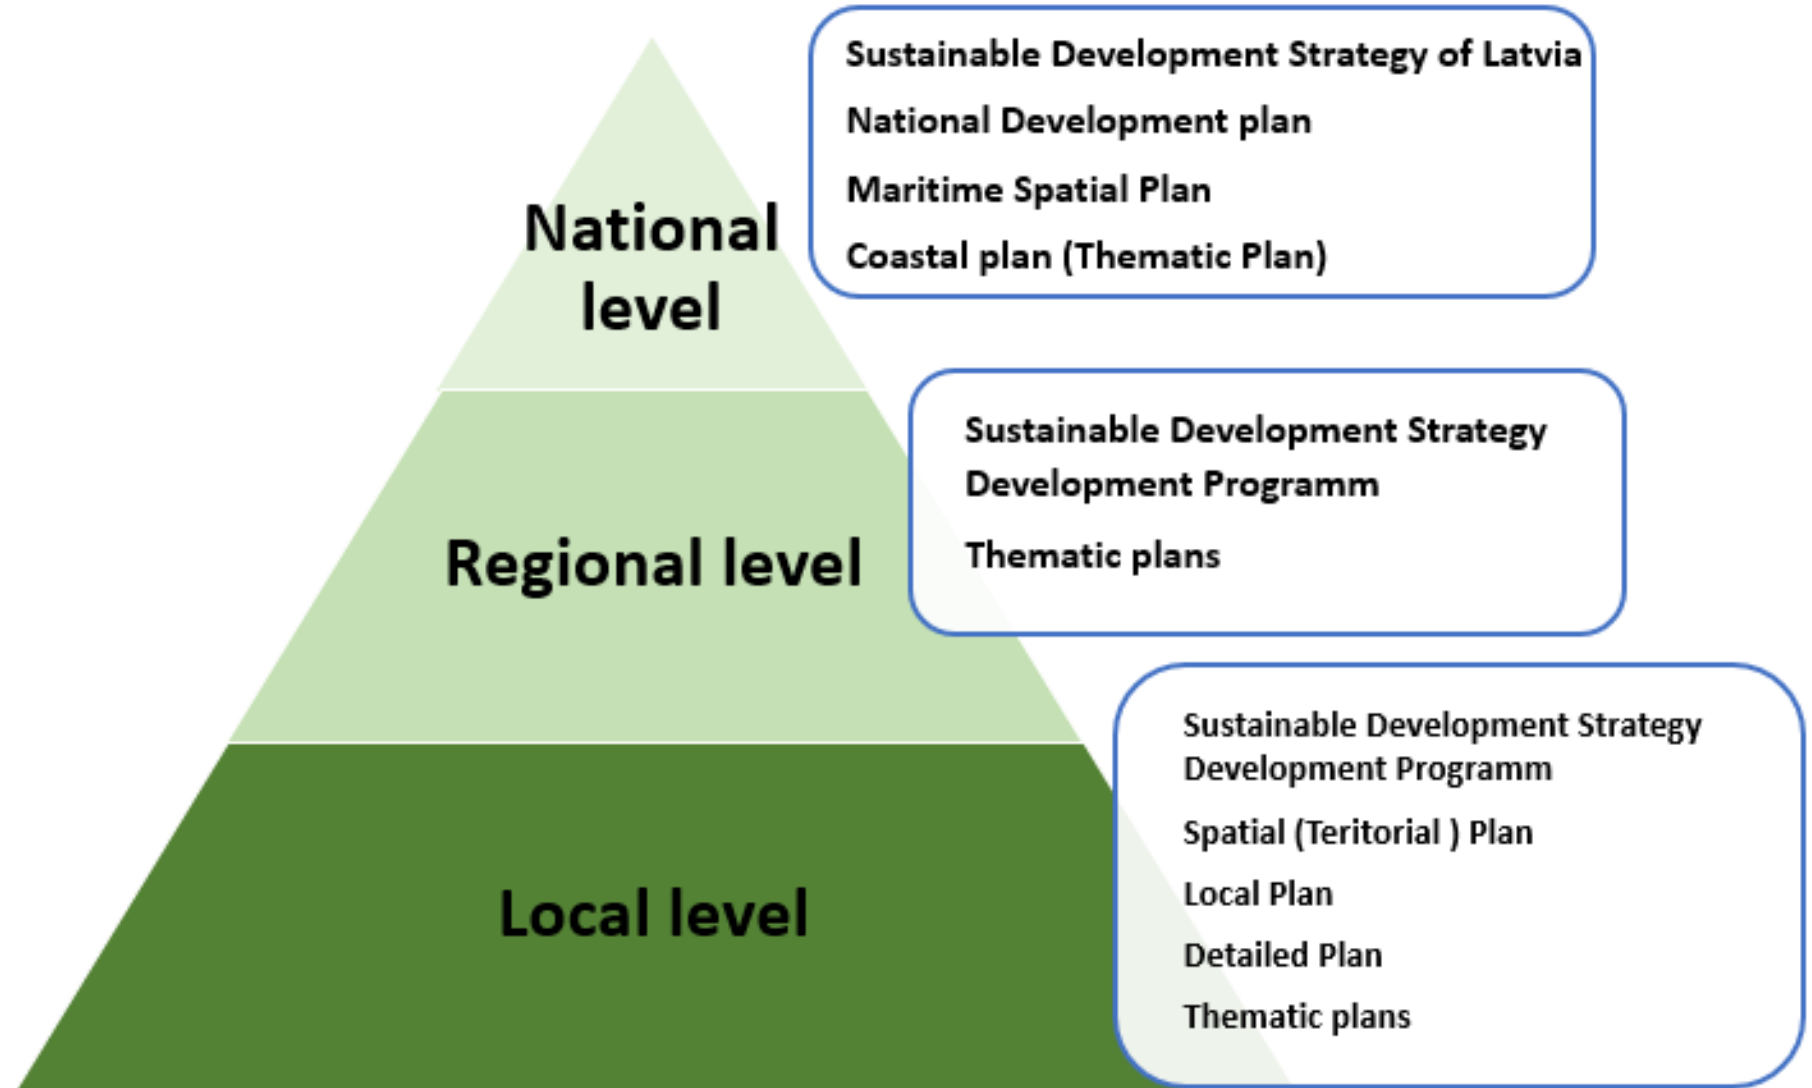 National
level
Sustainable Development Strategy of Latvia
National Development plan
Maritime Spatial Plan
Coastal plan (Thematic Plan)
Regional level
Sustainable Development Strategy
Development Programm
Thematic plans
Local level
Sustainable Development Strategy
Development Programm
Spatial (Teritorial ) Plan
Local Plan
Detailed Plan
Thematic plans